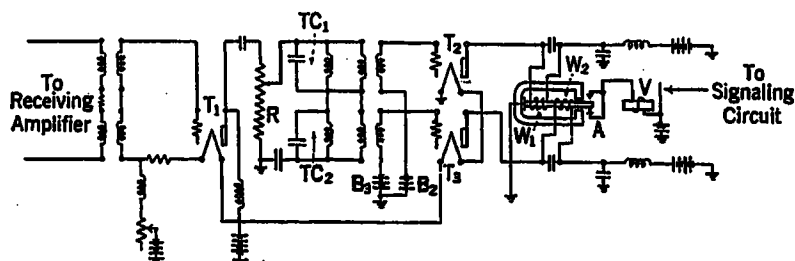 To
Receiving
Amplifier
T1
TC1
R
TC2
T2
B3
B2
T3
W2
W1
A
V
To
Signaling
Circuit